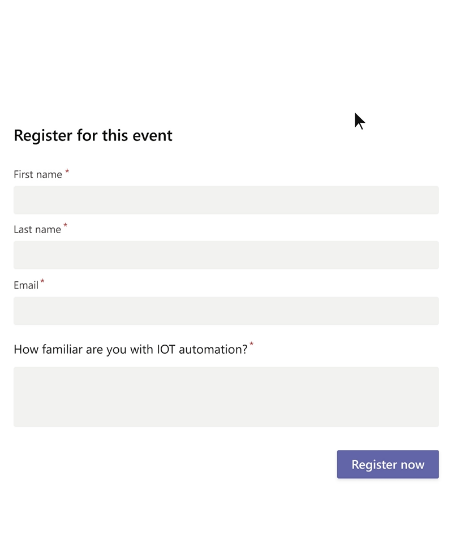 Register for this event
First name *
Last name *
Email *
How familiar are you with IOT automation? *
Register now